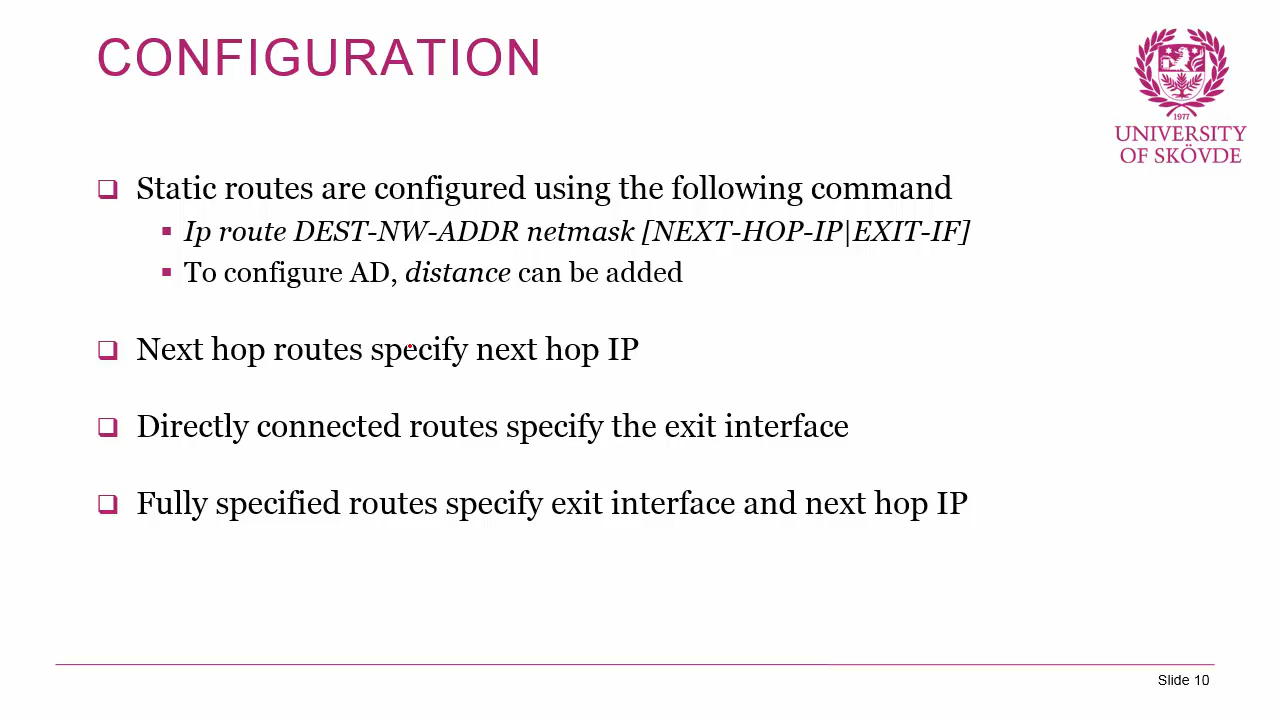 CONFIGURATION
1977
UNIVERSITY
OF SKÖVDE
Static routes are configured using the following command
Ip route DEST-NW-ADDR netmask [NEXT-HOP-IP|EXIT-IF]
To configure AD, distance can be added
Next hop routes specify next hop IP
Directly connected routes specify the exit interface
Fully specified routes specify exit interface and next hop IP
Slide 10